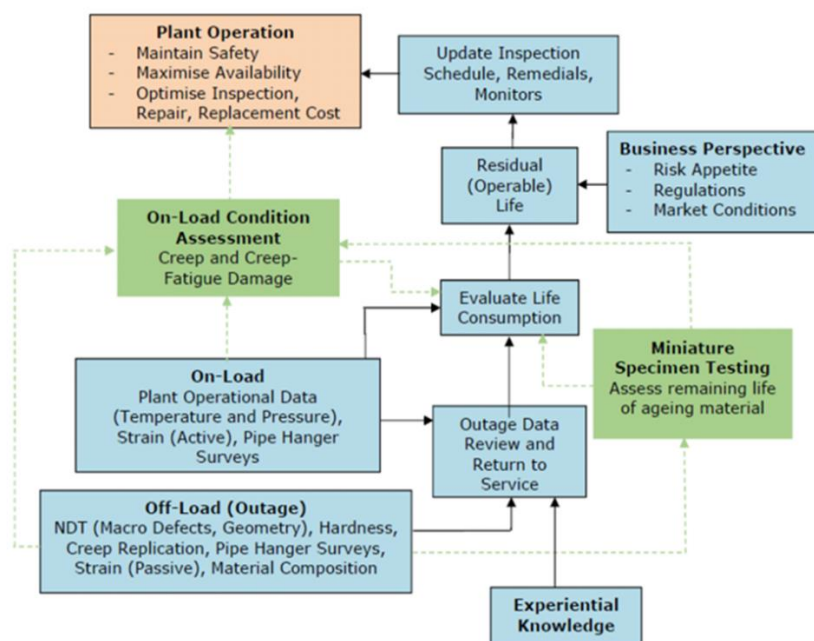 Plant Operation
- Maintain Safety
- Maximise Availability
- Optimise Inspection,
Repair, Replacement Cost
Update Inspection
Schedule, Remedials,
Monitors
Residual
(Operable)
Life
Business Perspective
- Risk Appetite
- Regulations
- Market Conditions
On-Load Condition
Assessment
Creep and Creep-
Fatigue Damage
Evaluate Life
Consumption
Miniature
Specimen Testing
Assess remaining life
of ageing material
On-Load
Plant Operational Data
(Temperature and Pressure),
Strain (Active), Pipe Hanger
Surveys
Outage Data
Review and
Return to
Service
Off-Load (Outage)
NDT (Macro Defects, Geometry), Hardness,
Creep Replication, Pipe Hanger Surveys,
Strain (Passive), Material Composition
Experiential
Knowledge